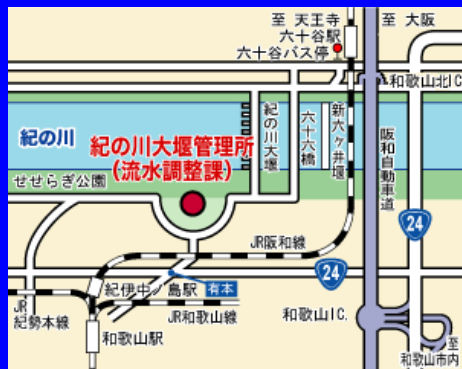 至 天王寺
至 大阪
六十谷駅
六十谷バス停
和歌山北IC
紀の川
紀の川大堰管理所
(流水調整課)
紀の川大堰
六十六橋
新六ヶ井堰
阪和自動車道
せせらぎ公園
24
JR阪和線
24
有本
紀伊中ノ島駅
JR
紀勢本線
JR和歌山線
和歌山駅
和歌山IC.
至
和歌山市内